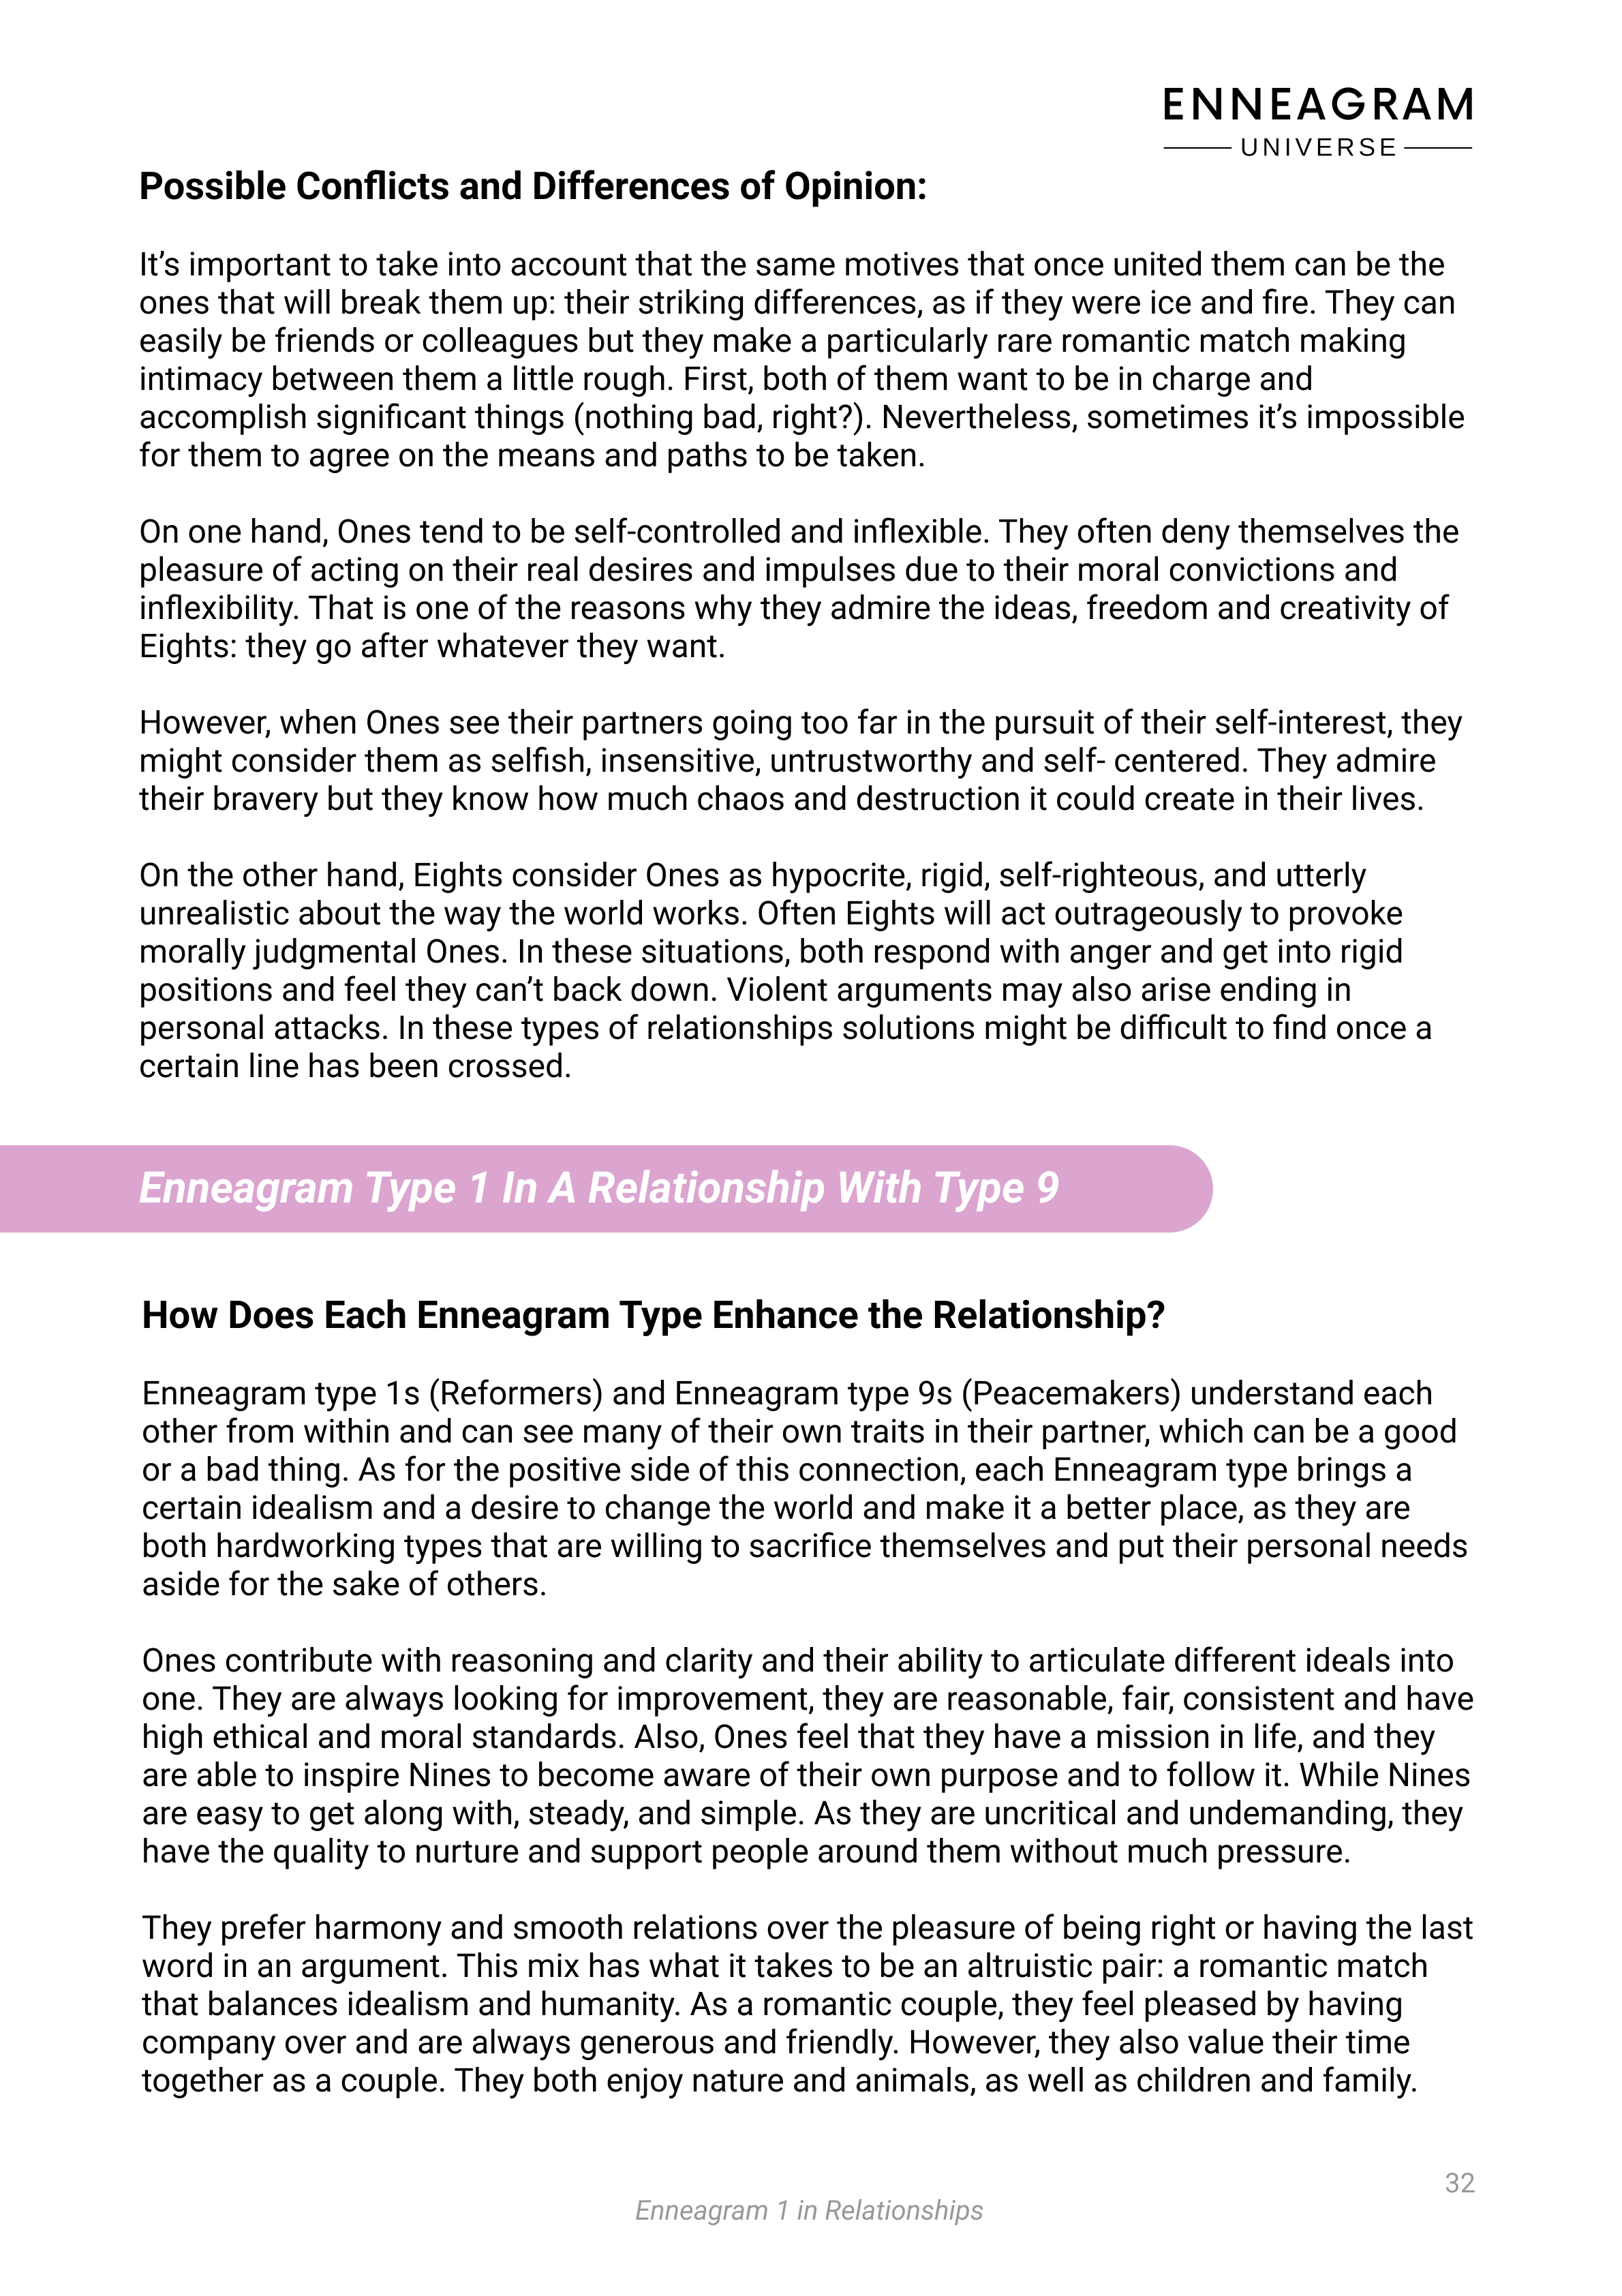 ENNEAGRAM
UNIVERSE
Possible Conflicts and Differences of Opinion:
It’s important to take into account that the same motives that once united them can be the
ones that will break them up: their striking differences, as if they were ice and fire. They can
easily be friends or colleagues but they make a particularly rare romantic match making
intimacy between them a little rough. First, both of them want to be in charge and
accomplish significant things (nothing bad, right?). Nevertheless, sometimes it’s impossible
for them to agree on the means and paths to be taken.
On one hand, Ones tend to be self-controlled and inflexible. They often deny themselves the
pleasure of acting on their real desires and impulses due to their moral convictions and
inflexibility. That is one of the reasons why they admire the ideas, freedom and creativity of
Eights: they go after whatever they want.
However, when Ones see their partners going too far in the pursuit of their self-interest, they
might consider them as selfish, insensitive, untrustworthy and self- centered. They admire
their bravery but they know how much chaos and destruction it could create in their lives.
On the other hand, Eights consider Ones as hypocrite, rigid, self-righteous, and utterly
unrealistic about the way the world works. Often Eights will act outrageously to provoke
morally judgmental Ones. In these situations, both respond with anger and get into rigid
positions and feel they can’t back down. Violent arguments may also arise ending in
personal attacks. In these types of relationships solutions might be difficult to find once a
certain line has been crossed.
Enneagram Type 1 In A Relationship With Type 9
How Does Each Enneagram Type Enhance the Relationship?
Enneagram type 1s (Reformers) and Enneagram type 9s (Peacemakers) understand each
other from within and can see many of their own traits in their partner, which can be a good
or a bad thing. As for the positive side of this connection, each Enneagram type brings a
certain idealism and a desire to change the world and make it a better place, as they are
both hardworking types that are willing to sacrifice themselves and put their personal needs
aside for the sake of others.
Ones contribute with reasoning and clarity and their ability to articulate different ideals into
one. They are always looking for improvement, they are reasonable, fair, consistent and have
high ethical and moral standards. Also, Ones feel that they have a mission in life, and they
are able to inspire Nines to become aware of their own purpose and to follow it. While Nines
are easy to get along with, steady, and simple. As they are uncritical and undemanding, they
have the quality to nurture and support people around them without much pressure.
They prefer harmony and smooth relations over the pleasure of being right or having the last
word in an argument. This mix has what it takes to be an altruistic pair: a romantic match
that balances idealism and humanity. As a romantic couple, they feel pleased by having
company over and are always generous and friendly. However, they also value their time
together as a couple. They both enjoy nature and animals, as well as children and family.
32
Enneagram 1 in Relationships